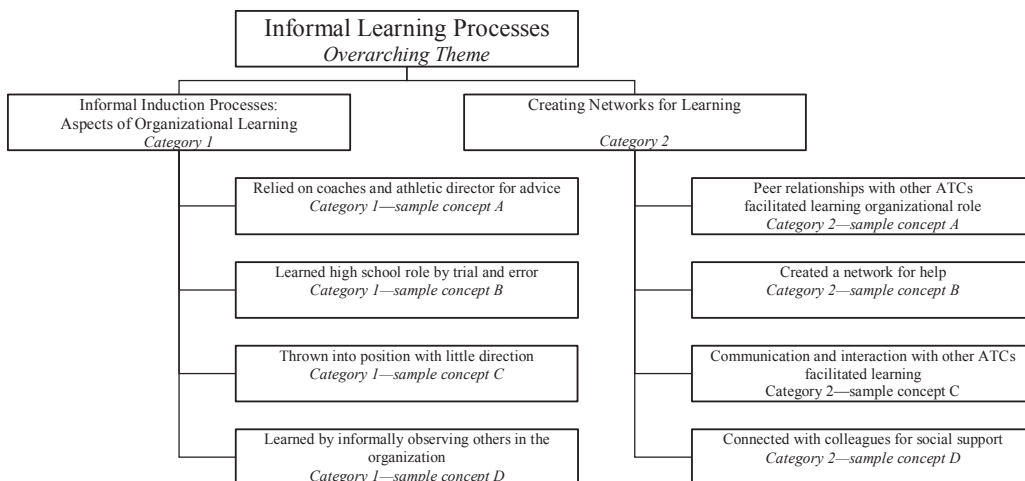 Informal Learning Processes
Overarching Theme
Informal Induction Processes:
Aspects of Organizational Learning
Category 1
Creating Networks for Learning
Category 2
Relied on coaches and athletic director for advice
Category 1—sample concept A
Learned high school role by trial and error
Category 1—sample concept B
Thrown into position with little direction
Category 1—sample concept C
Learned by informally observing others in the
organization
Category 1—sample concept D
Peer relationships with other ATCs
facilitated learning organizational role
Category 2—sample concept A
Created a network for help
Category 2—sample concept B
Communication and interaction with other ATCs
facilitated learning
Category 2—sample concept C
Connected with colleagues for social support
Category 2—sample concept D